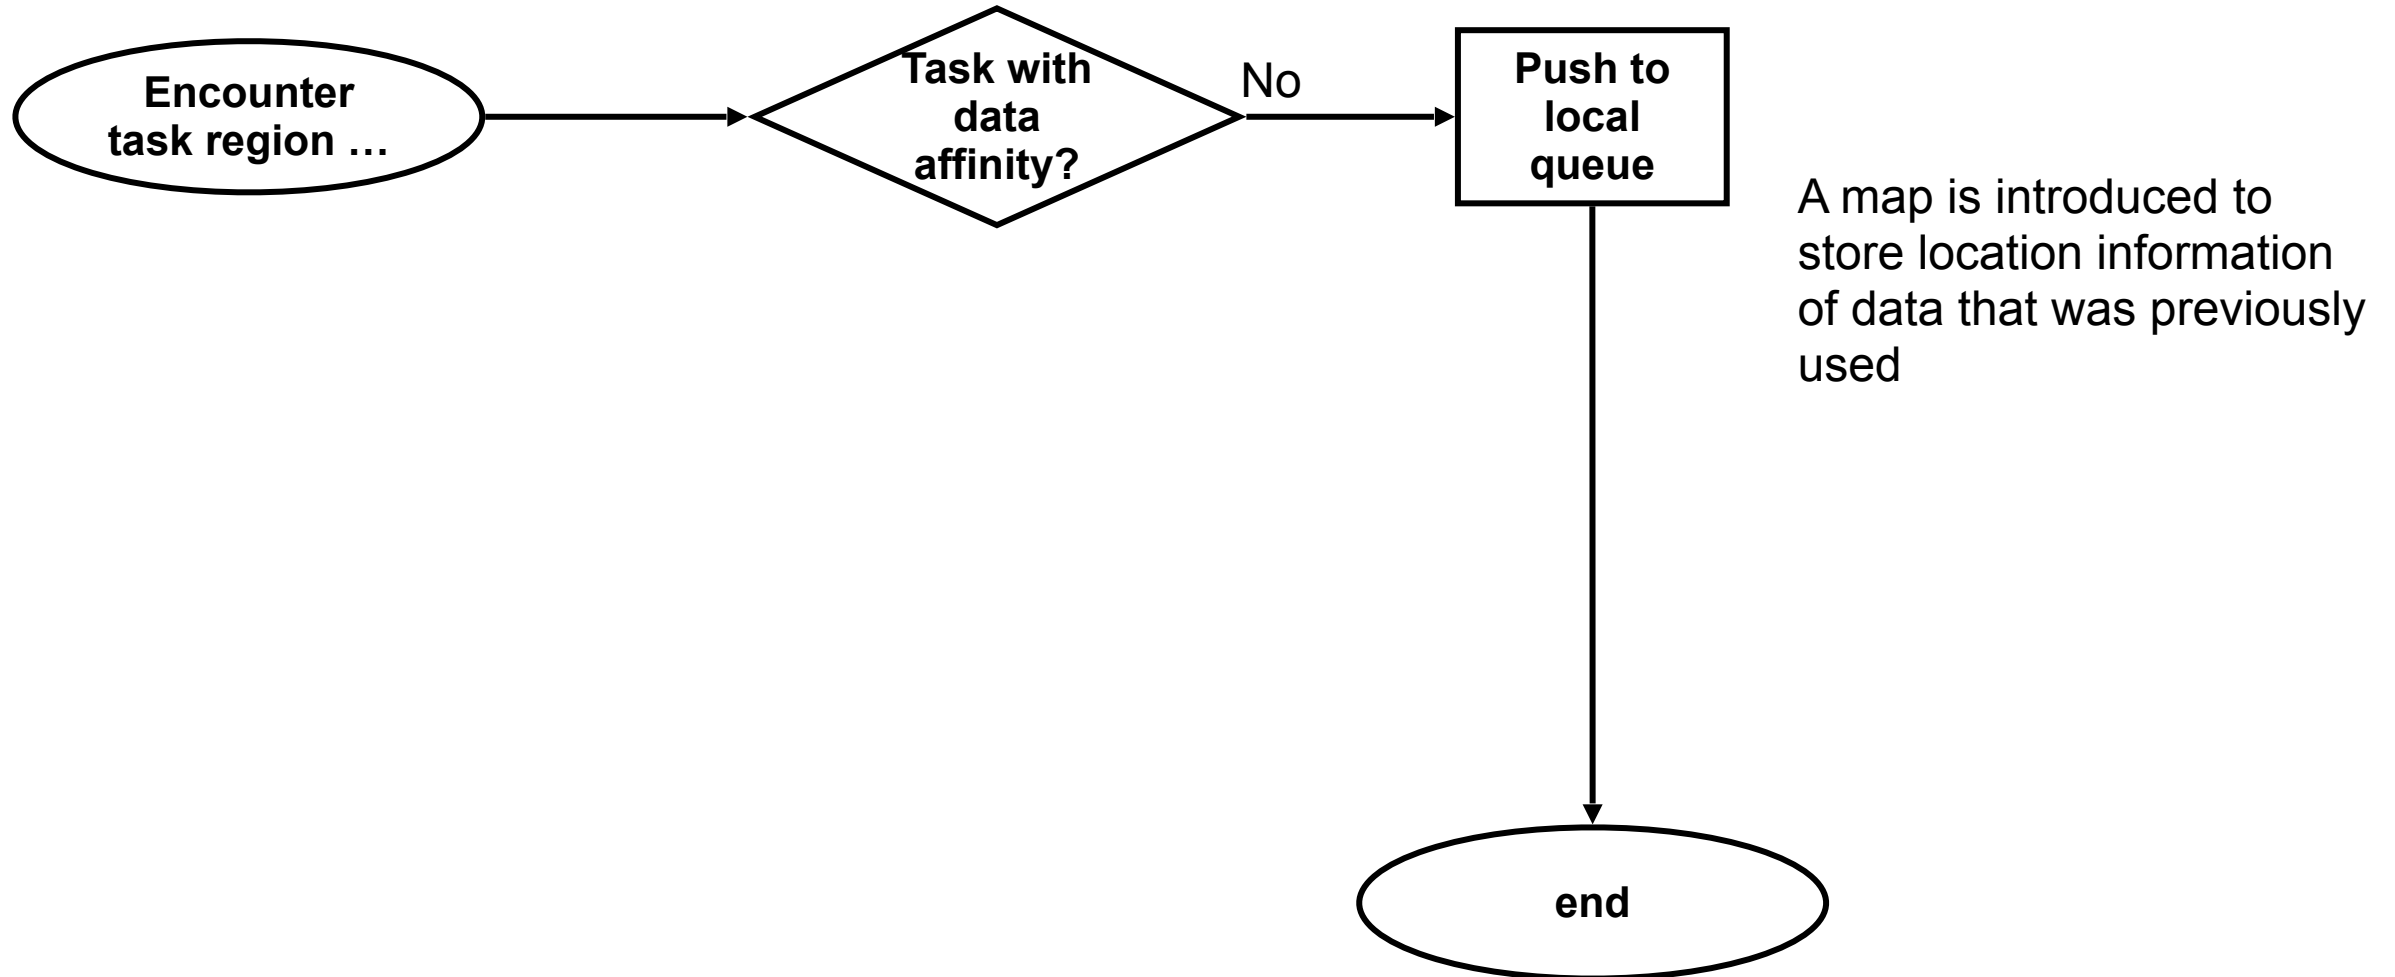 Encounter
task region …
Task with
data
affinity?
No
Push to
local
queue
A map is introduced to
store location information
of data that was previously
used
end